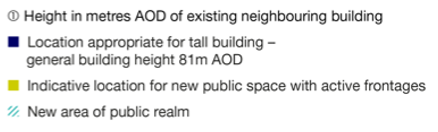 ① Height in metres AOD of existing neighbouring building
Location appropriate for tall building –
general building height 81m AOD
Indicative location for new public space with active frontages
New area of public realm